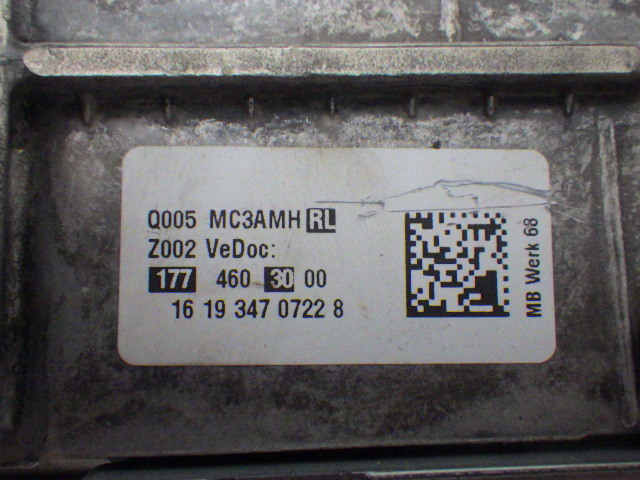 Q005 MC3AMH RL
Z002 VeDoc:
177 460 30 00
16 19 347 0722 8
MB Werk 68